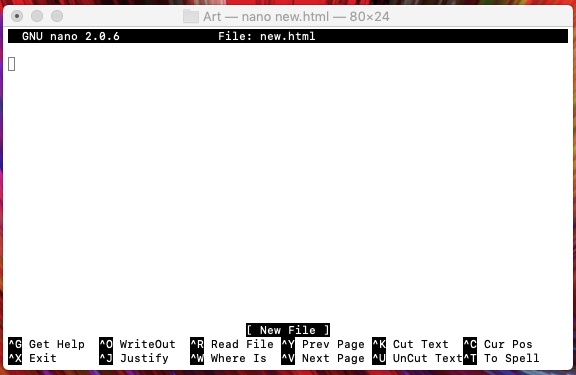 Art — nano new.html — 80×24
GNU nano 2.0.6 File: new.html
[ New File ]
^G Get Help ^O WriteOut ^R Read File ^Y Prev Page ^K Cut Text ^C Cur Pos
^X Exit ^J Justify ^W Where Is ^V Next Page ^U UnCut Text ^T To Spell